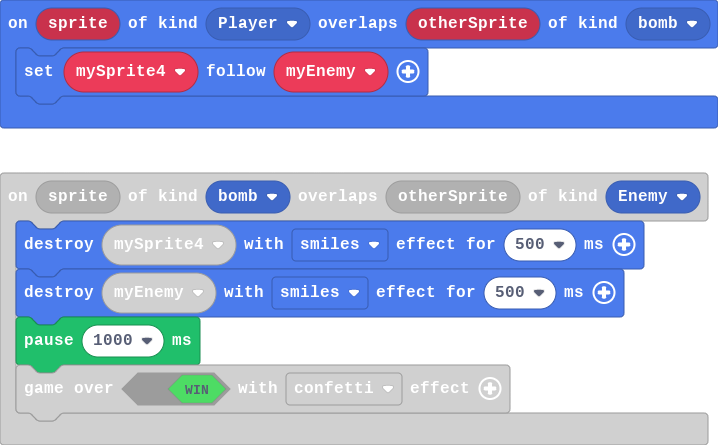 on sprite of kind Player overlaps otherSprite of kind bomb
set mySprite4 follow myEnemy
on sprite of kind bomb overlaps otherSprite of kind Enemy
destroy mySprite4 with smiles effect for 500 ms
destroy myEnemy with smiles effect for 500 ms
pause 1000 ms
game over WIN with confetti effect